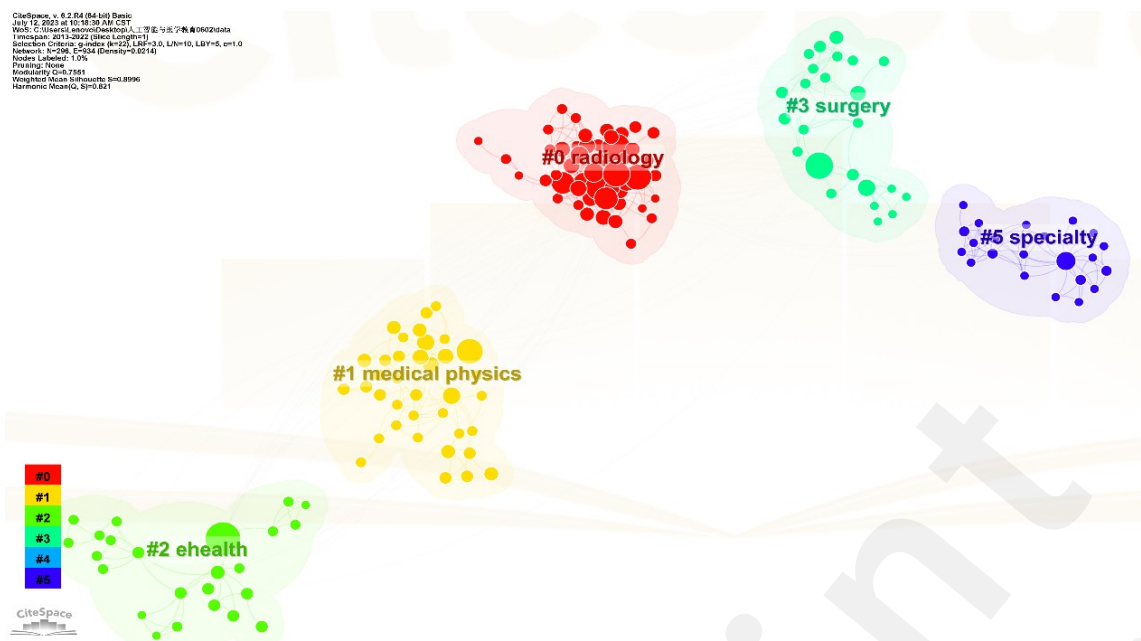 CiteSpace, v. 6.2.R4 (64-bit) Basic
July 12, 2023 at 10:18:30 AM CST
WoS: C:\Users\Lenovo\Desktop\人工智能与医学教育0602\data
Timespan: 2013-2022 (Slice Length=1)
Selection Criteria: g-index (k=22), LRF=3.0, L/N=10, LBY=5, e=1.0
Network: N=296, E=934 (Density=0.0214)
Nodes Labeled: 1.0%
Pruning: None
Modularity Q=0.7551
Weighted Mean Silhouette S=0.8996
Harmonic Mean(Q, S)=0.821
#3 surgery
#0 radiology
#5 specialty
#1 medical physics
#2 ehealth
#0
#1
#2
#3
#4
#5
CiteSpace
int